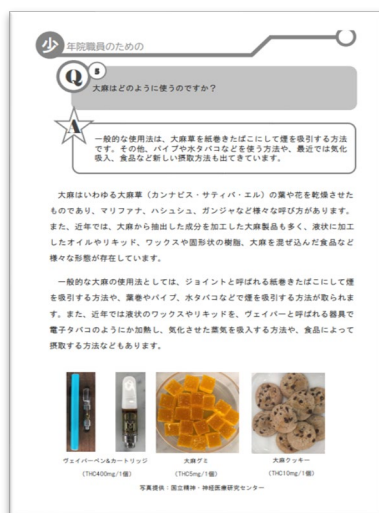 少年院職員のための
Q 5
大麻はどのように使うのですか？
A
一般的な使用法は、大麻草を紙巻きたばこにして煙を吸引する方法
です。その他、パイプや水タバコなどを使う方法や、最近では気化
吸入、食品など新しい摂取方法も出てきています。
大麻はいわゆる大麻草（カンナビス・サティバ・エル）の葉や花を乾燥させた
ものであり、マリファナ、ハシュシュ、ガンジャなど様々な呼び方があります。
また、近年では、大麻から抽出した成分を加工した大麻製品も多く、液状に加工
したオイルやリキッド、ワックスや固形状の樹脂、大麻を混ぜ込んだ食品など
様々な形態が存在しています。
一般的な大麻の使用法としては、ジョイントと呼ばれる紙巻きたばこにして煙
を吸引する方法や、葉巻やパイプ、水タバコなどで煙を吸引する方法が取られま
す。また、近年では液状のワックスやリキッドを、ヴェイパーと呼ばれる器具で
電子タバコのようにか加熱し、気化させた蒸気を吸入する方法や、食品によって
摂取する方法などもあります。
ヴェイパーペン&カートリッジ 大麻グミ 大麻クッキー
（THC400mg/1個） （THC5mg/1個） （THC10mg/1個）
写真提供：国立精神・神経医療研究センター